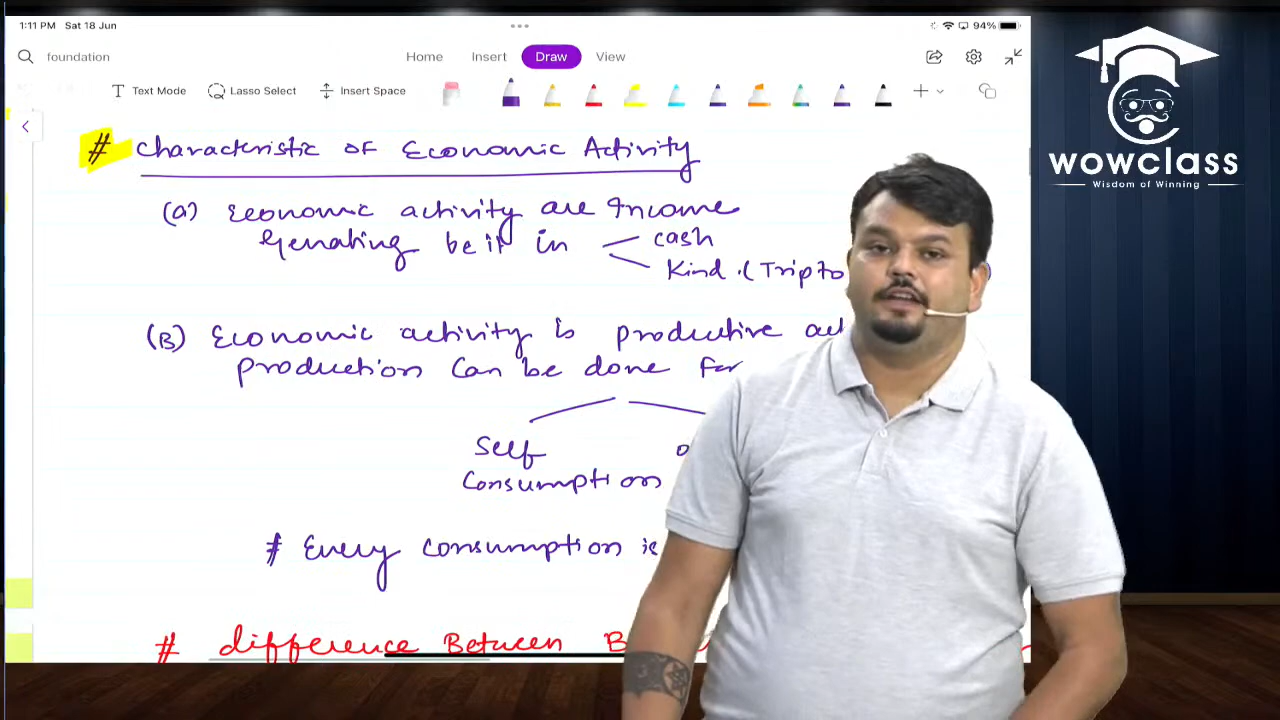 1:11 PM Sat 18 Jun
94%
foundation
Home Insert Draw View
Text Mode Lasso Select Insert Space
# Characteristic of Economic Activity
(a) Economic activity are Income
Genrating be it in cash
Kind. (Trip to
(B) Economic activity is productive
production can be done for
Self
Consumption
# Every consumption is
# difference Between
wowclass
Wisdom of Winning